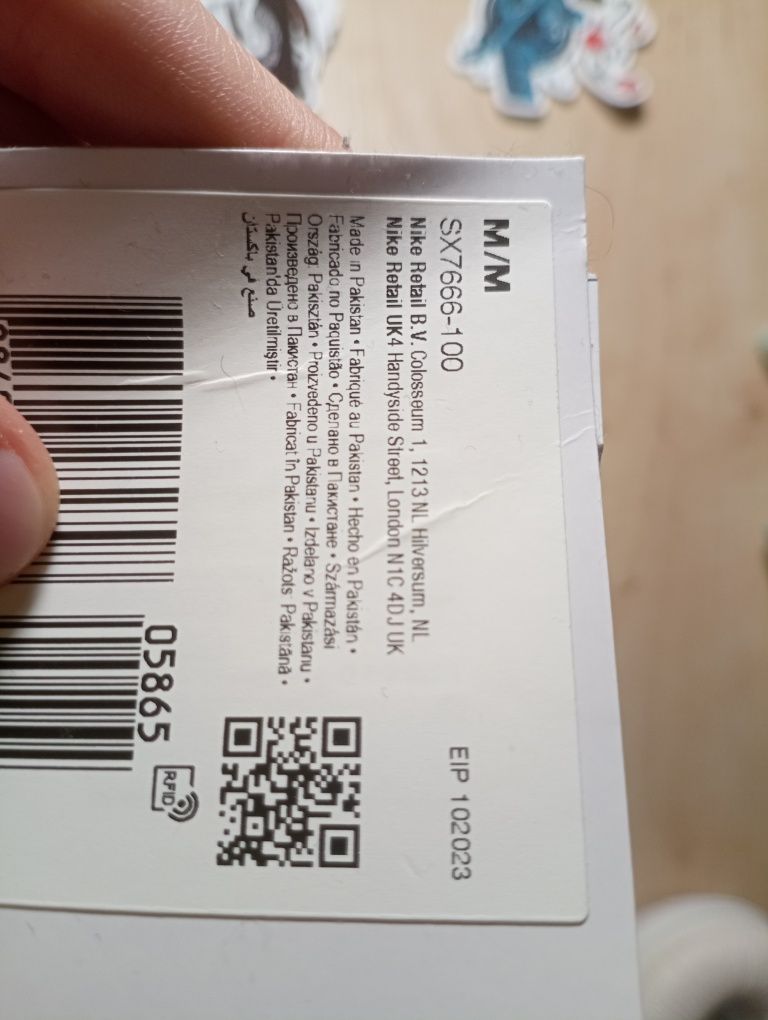 M/M
SX7666-100
EIP 102023
Nike Retail B.V. Colosseum 1, 1213 NL Hilversum, NL
Nike Retail UK4 Handyside Street, London N1C 4DJ UK
Made in Pakistan • Fabriqué au Pakistan • Hecho en Pakistán •
Fabricado no Paquistão • Сделано в Пакистане • Származási
Ország. Pakisztán • Proizvedeno u Pakistanu • Izdelano v Pakistanu •
Произведено в Пакистан • Fabricat în Pakistan • Ražots Pakistānā •
Pakistan'da Üretilmiştir •
صنع في باكستان
05865
RFID